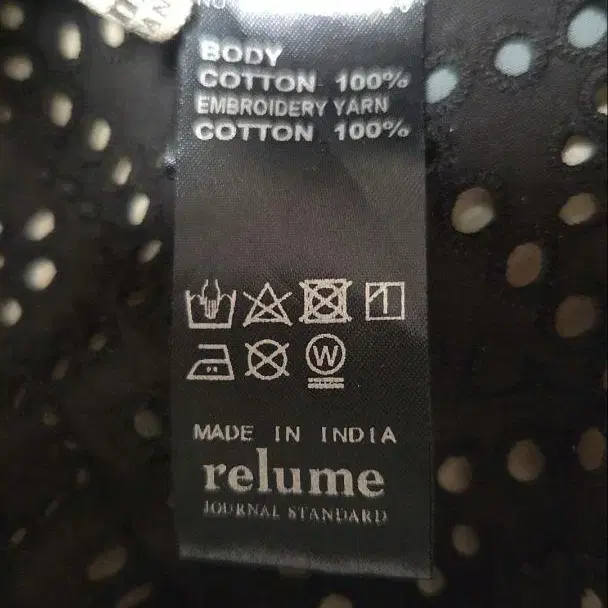 BODY
COTTON 100%
EMBROIDERY YARN
COTTON 100%
W
MADE IN INDIA
relume
JOURNAL STANDARD